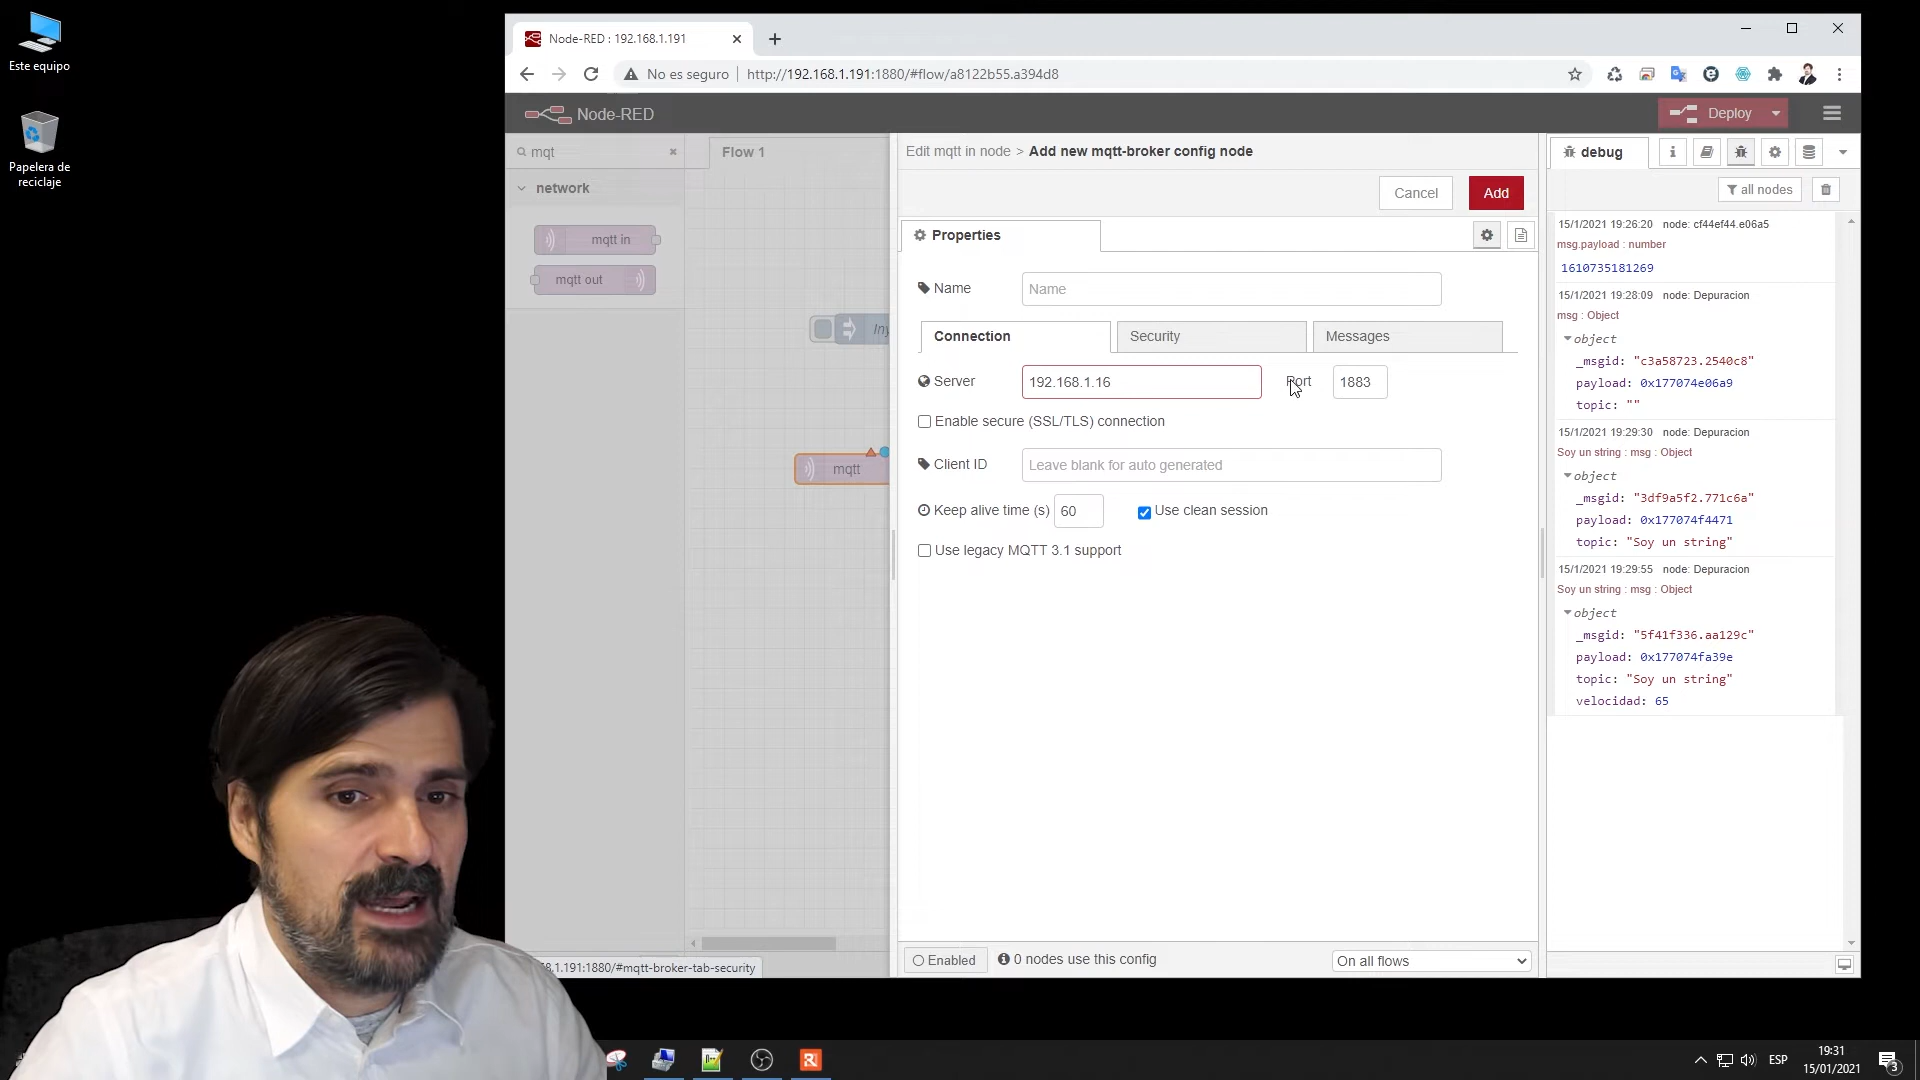 Este equipo
Papelera de
reciclaje
Node-RED : 192.168.1.191
No es seguro
http://192.168.1.191:1880/#flow/a8122b55.a394d8
Node-RED
Deploy
mqt
network
mqtt in
mqtt out
Flow 1
mqtt
Edit mqtt in node > Add new mqtt-broker config node
Cancel
Add
Properties
Name
Name
Connection
Security
Messages
Server
192.168.1.16
Port
1883
Enable secure (SSL/TLS) connection
Client ID
Leave blank for auto generated
Keep alive time (s)
60
Use clean session
Use legacy MQTT 3.1 support
Enabled
0 nodes use this config
On all flows
debug
all nodes
15/1/2021 19:26:20 node: cf44ef44.e06a5
msg.payload : number
1610735181269
15/1/2021 19:28:09 node: Depuracion
msg : Object
object
_msgid: "c3a58723.2540c8"
payload: 0x177074e06a9
topic: ""
15/1/2021 19:29:30 node: Depuracion
Soy un string : msg : Object
object
_msgid: "3df9a5f2.771c6a"
payload: 0x177074f4471
topic: "Soy un string"
15/1/2021 19:29:55 node: Depuracion
Soy un string : msg : Object
object
_msgid: "5f41f336.aa129c"
payload: 0x177074fa39e
topic: "Soy un string"
velocidad: 65
8.1.191:1880/#mqtt-broker-tab-security
ESP
19:31
15/01/2021
3